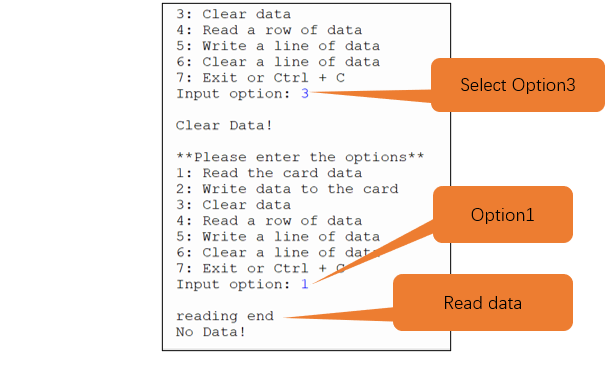 3: Clear data
4: Read a row of data
5: Write a line of data
6: Clear a line of data
7: Exit or Ctrl + C
Input option: 3
Select Option3
Clear Data!
**Please enter the options**
1: Read the card data
2: Write data to the card
3: Clear data
4: Read a row of data
5: Write a line of data
6: Clear a line of data
7: Exit or Ctrl + C
Input option: 1
Option1
reading end
No Data!
Read data